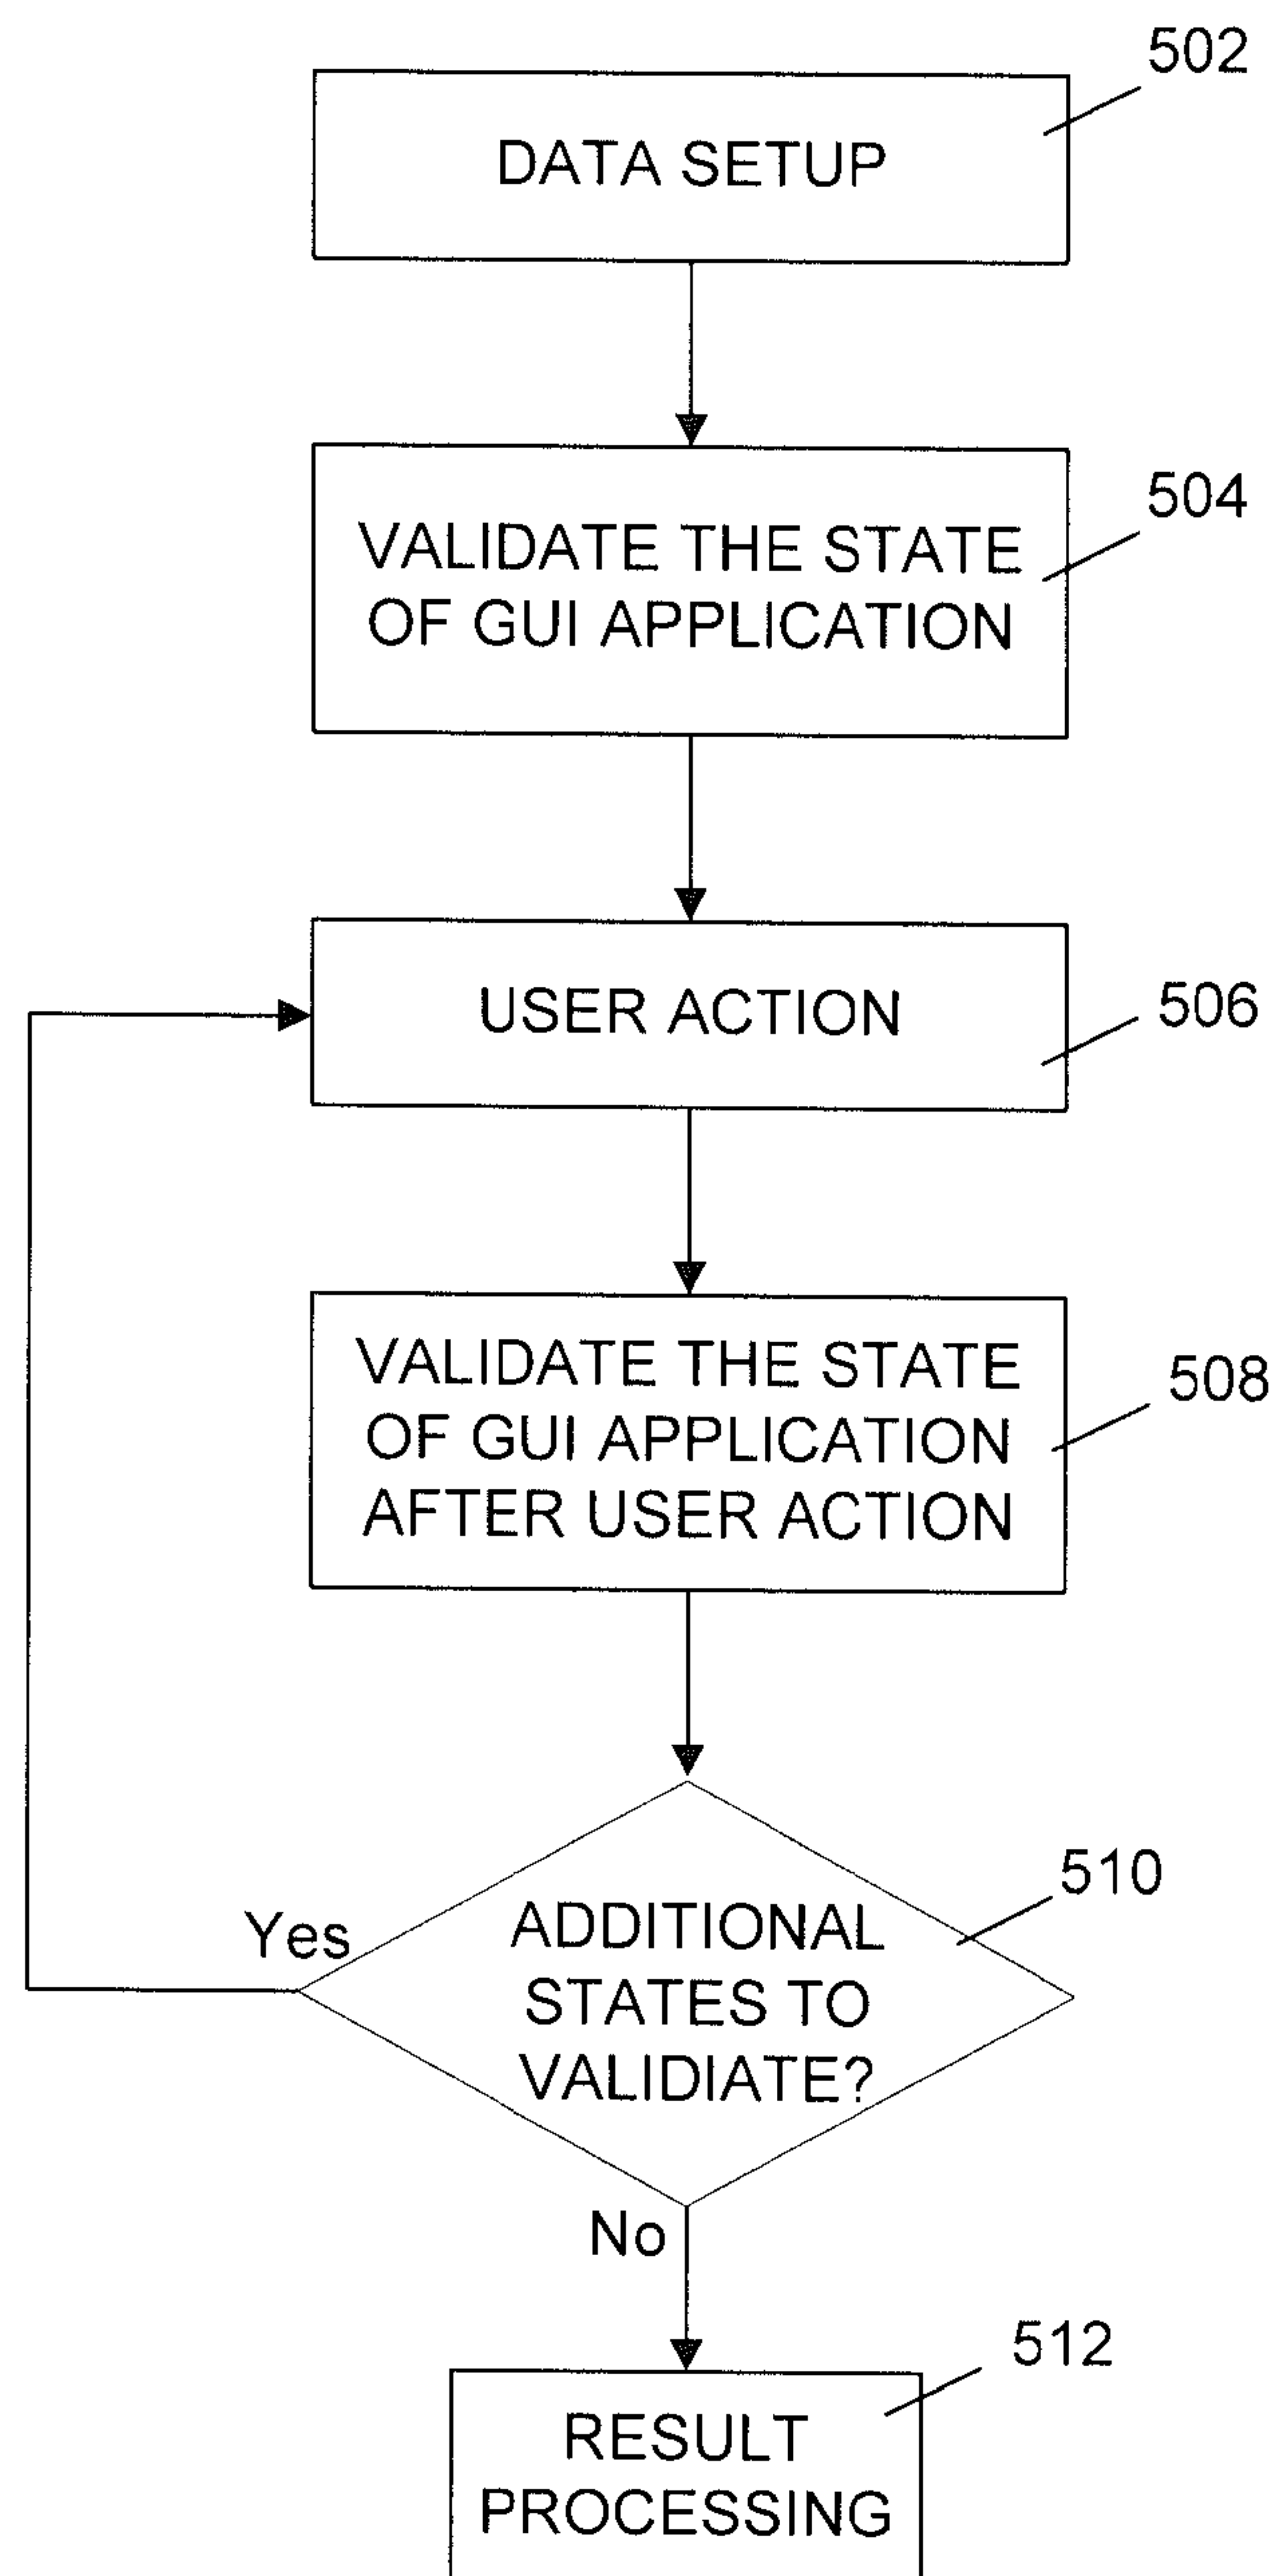 502
DATA SETUP
504
VALIDATE THE STATE
OF GUI APPLICATION
506
USER ACTION
508
VALIDATE THE STATE
OF GUI APPLICATION
AFTER USER ACTION
510
Yes
ADDITIONAL
STATES TO
VALIDIATE?
No
512
RESULT
PROCESSING